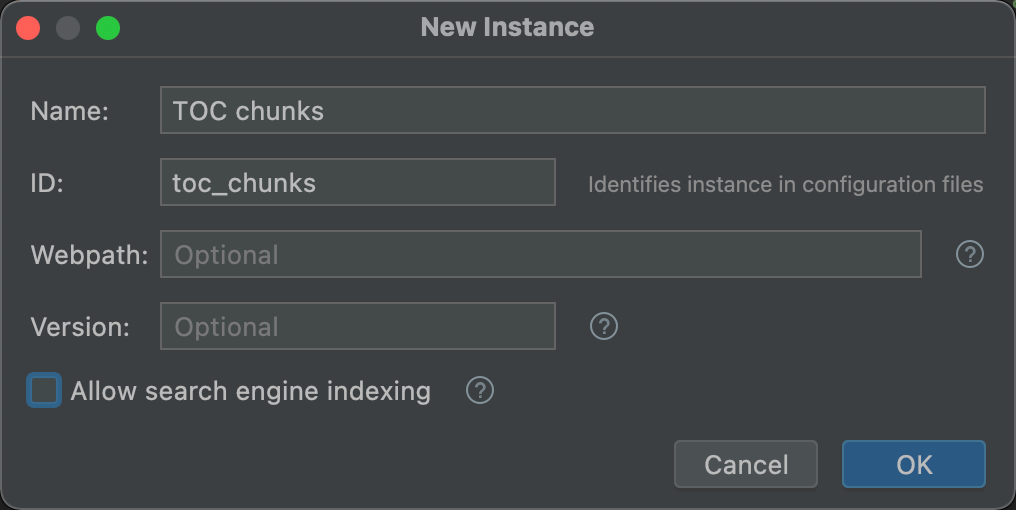 New Instance
Name: TOC chunks
ID: toc_chunks Identifies instance in configuration files
Webpath: Optional ?
Version: Optional ?
Allow search engine indexing ?
Cancel OK